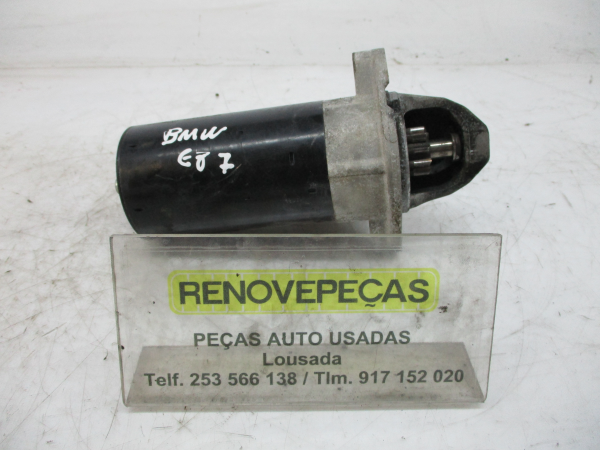 BMW
E87
RENOVEPEÇAS
PEÇAS AUTO USADAS
Lousada
Telf. 253 566 138 / Tlm. 917 152 020